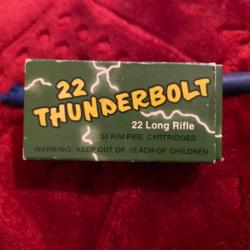 22
THUNDERBOLT
22 Long Rifle
50 RIM FIRE CARTRIDGES
WARNING: KEEP OUT OF REACH OF CHILDREN